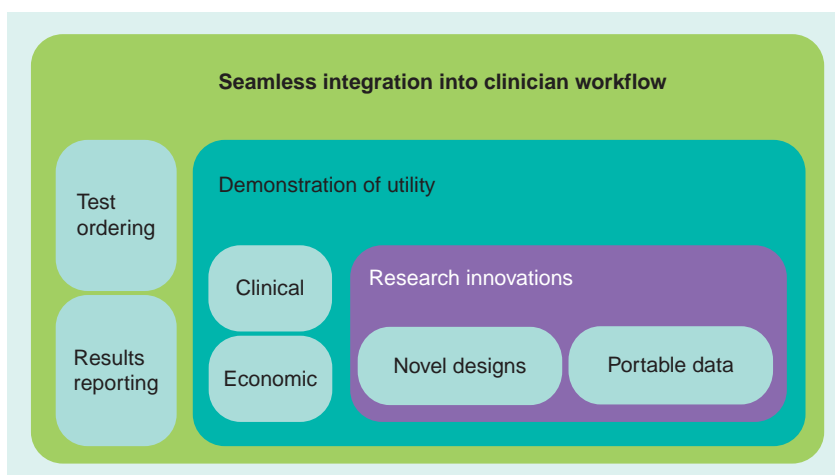 Seamless integration into clinician workflow
Test
ordering
Results
reporting
Demonstration of utility
Clinical
Economic
Research innovations
Novel designs
Portable data